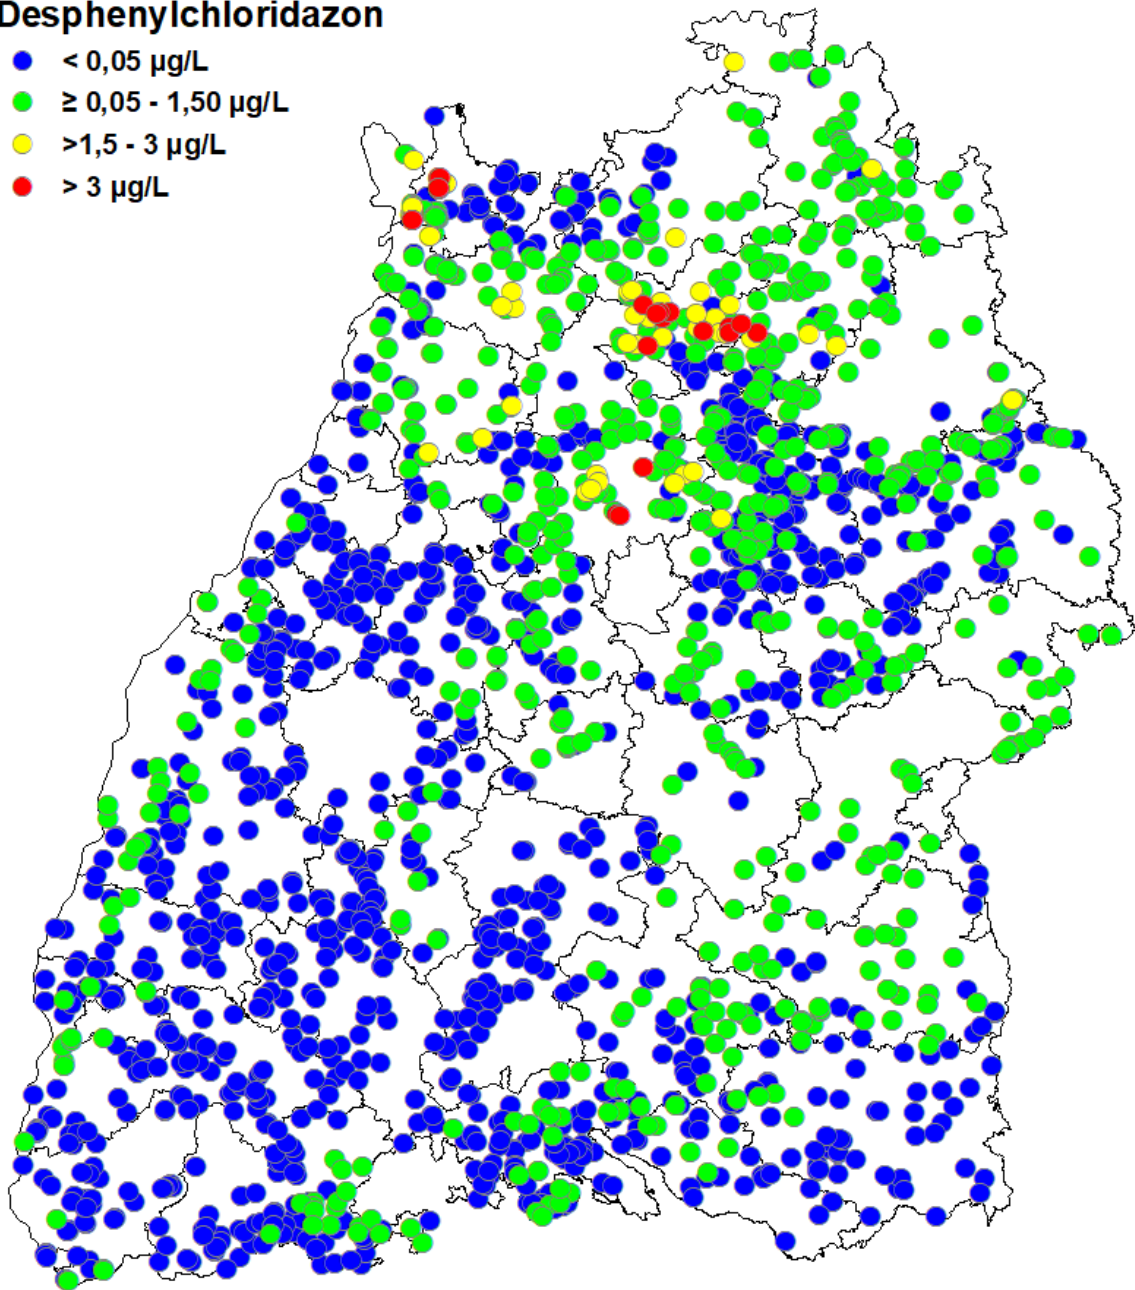 Desphenylchloridazon
< 0,05 µg/L
≥ 0,05 - 1,50 µg/L
>1,5 - 3 µg/L
> 3 µg/L